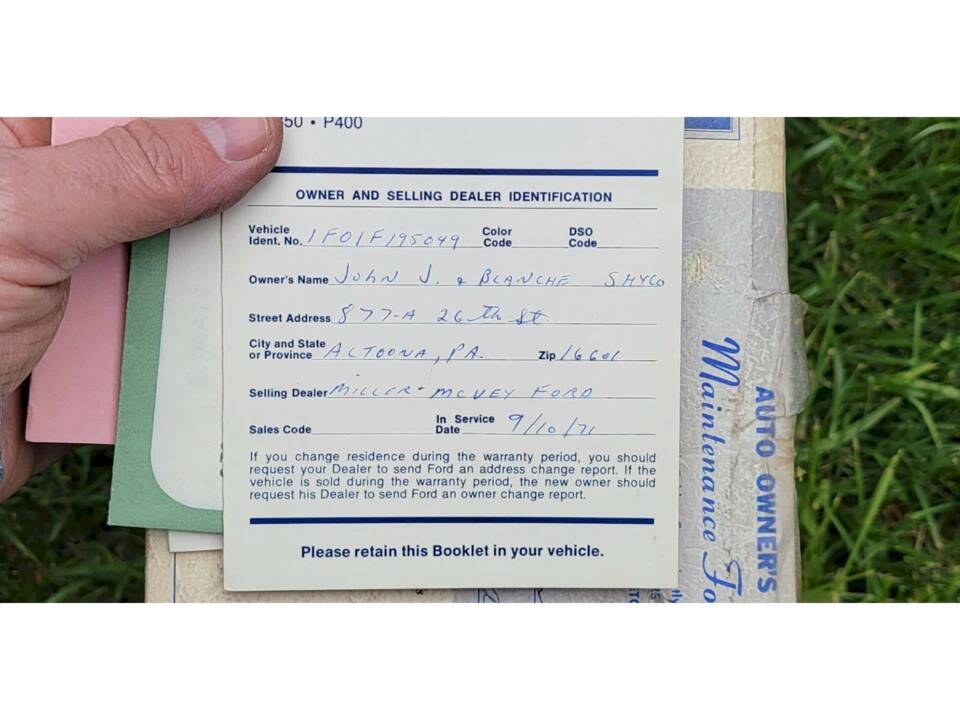 50 • P400
OWNER AND SELLING DEALER IDENTIFICATION
Vehicle Ident. No. 1F01F195049 Color Code DSO Code
Owner's Name JOHN J. & BLANCHE SHYCO
Street Address 877-A 26th St
City and State or Province ALTOONA, PA. Zip 16601
Selling Dealer MILLER-MCVEY FORD
Sales Code In Service Date 9/10/71
If you change residence during the warranty period, you should
request your Dealer to send Ford an address change report. If the
vehicle is sold during the warranty period, the new owner should
request his Dealer to send Ford an owner change report.
Please retain this Booklet in your vehicle.
AUTO OWNER'S
Maintenance Fo